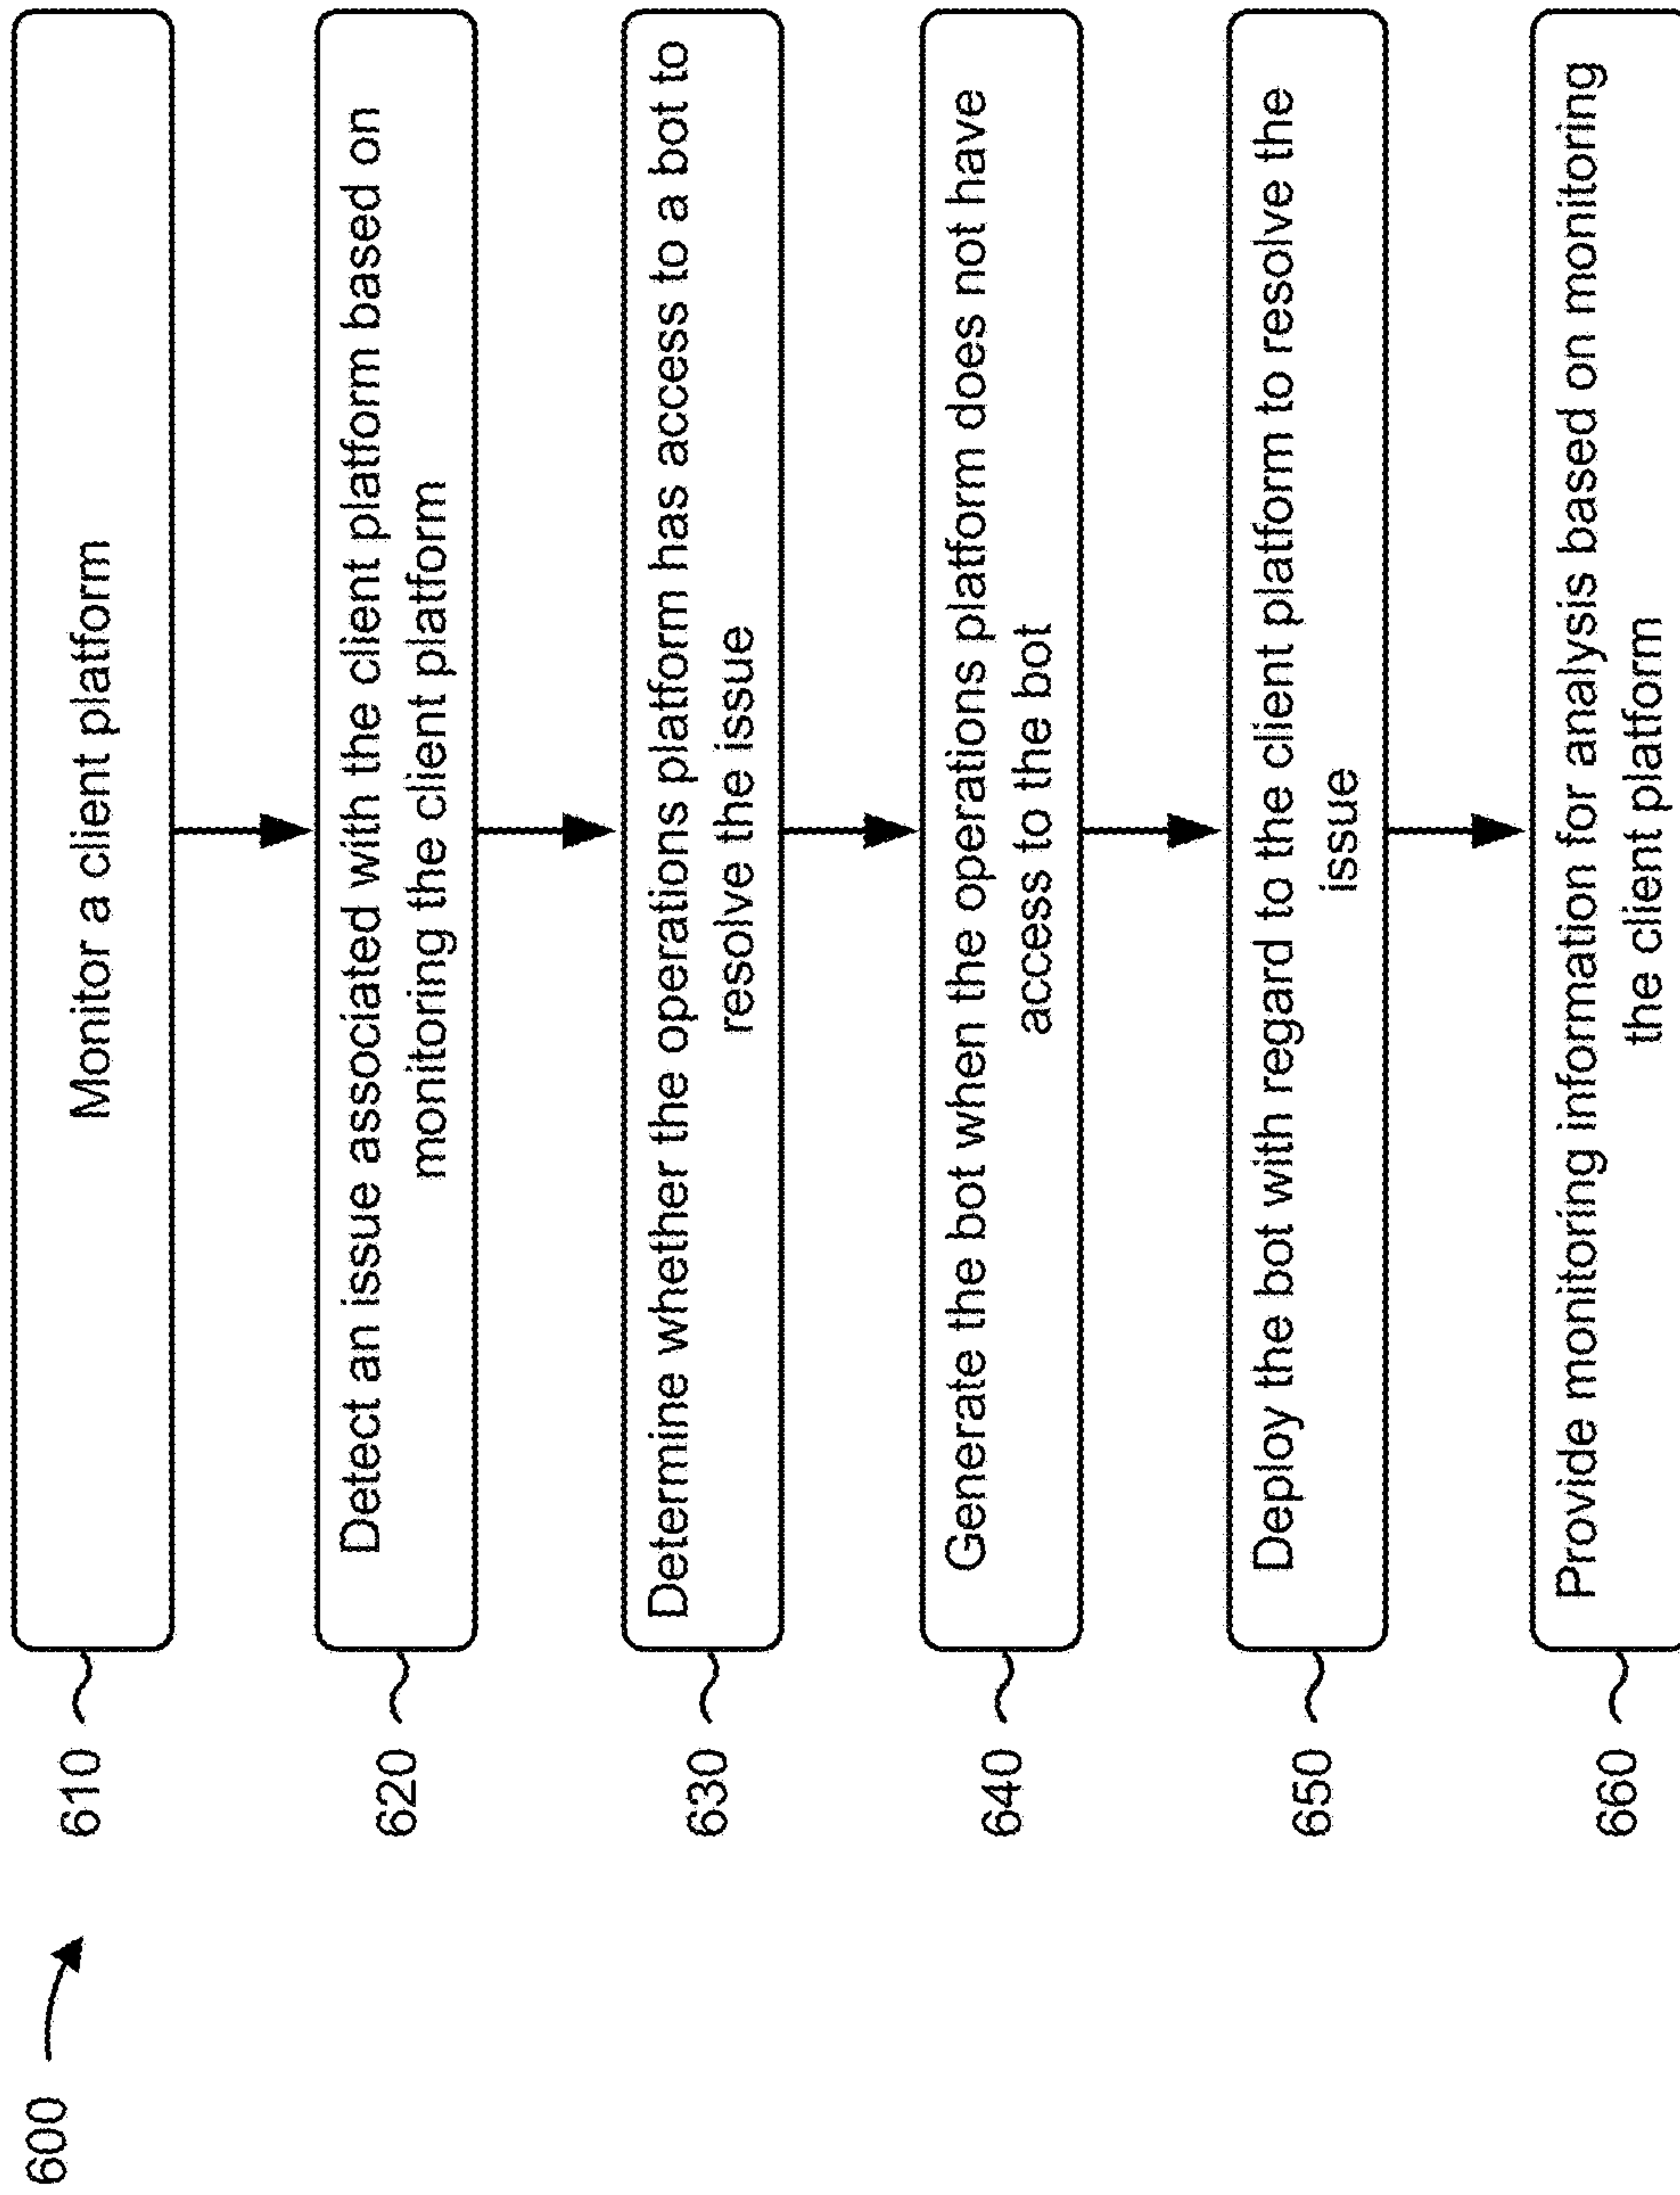 600
610
Monitor a client platform
620
Detect an issue associated with the client platform based on
monitoring the client platform
630
Determine whether the operations platform has access to a bot to
resolve the issue
640
Generate the bot when the operations platform does not have
access to the bot
650
Deploy the bot with regard to the client platform to resolve the
issue
660
Provide monitoring information for analysis based on monitoring
the client platform